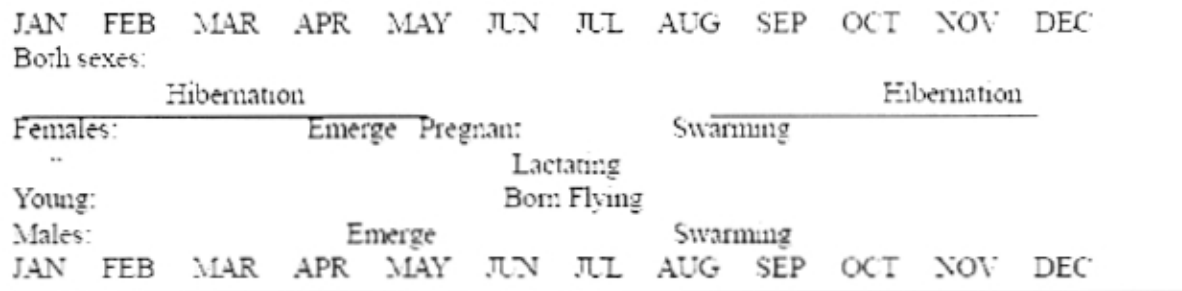 JAN FEB MAR APR MAY JUN JUL AUG SEP OCT NOV DEC
Both sexes:
Hibernation Hibernation
Females: Emerge Pregnant Swarming
" Lactating
Young: Born Flying
Males: Emerge Swarming
JAN FEB MAR APR MAY JUN JUL AUG SEP OCT NOV DEC